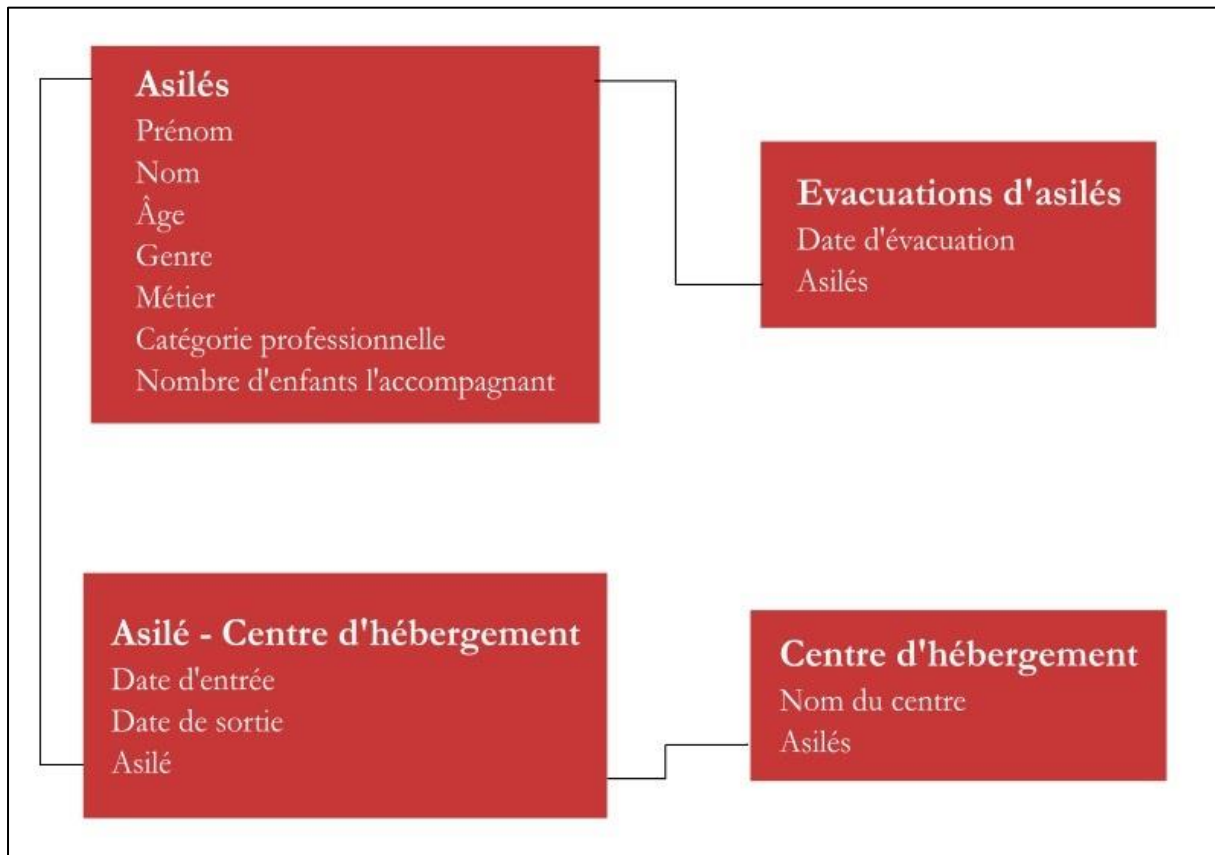 Asilés
Prénom
Nom
Âge
Genre
Métier
Catégorie professionnelle
Nombre d'enfants l'accompagnant
Evacuations d'asilés
Date d'évacuation
Asilés
Asilé - Centre d'hébergement
Date d'entrée
Date de sortie
Asilé
Centre d'hébergement
Nom du centre
Asilés